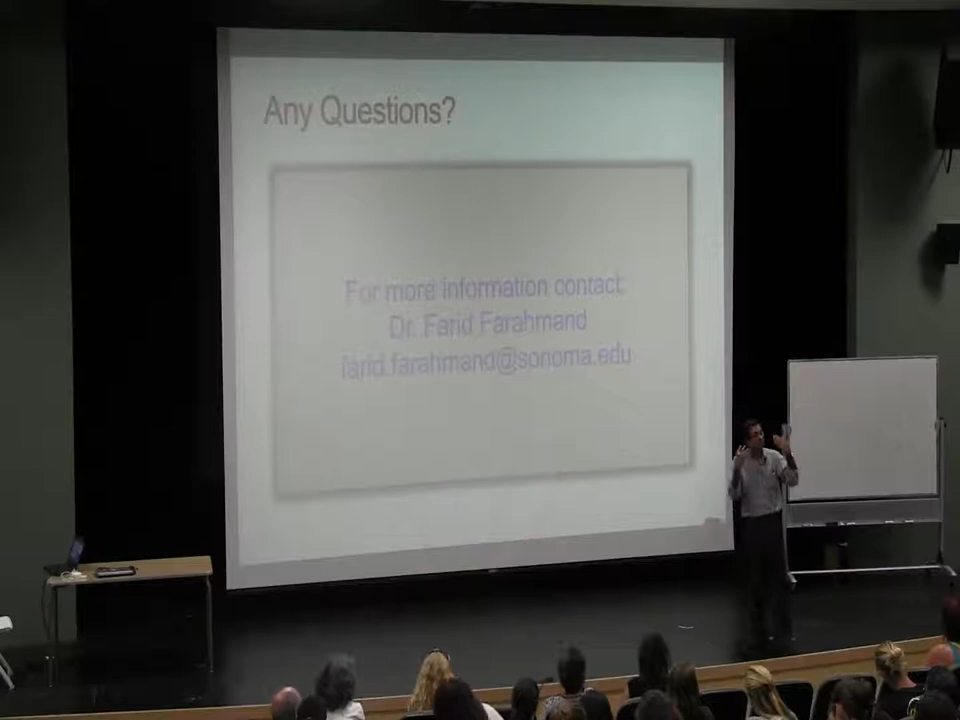 Any Questions?
For more information contact:
Dr. Farid Farahmand
farid.farahmand@sonoma.edu